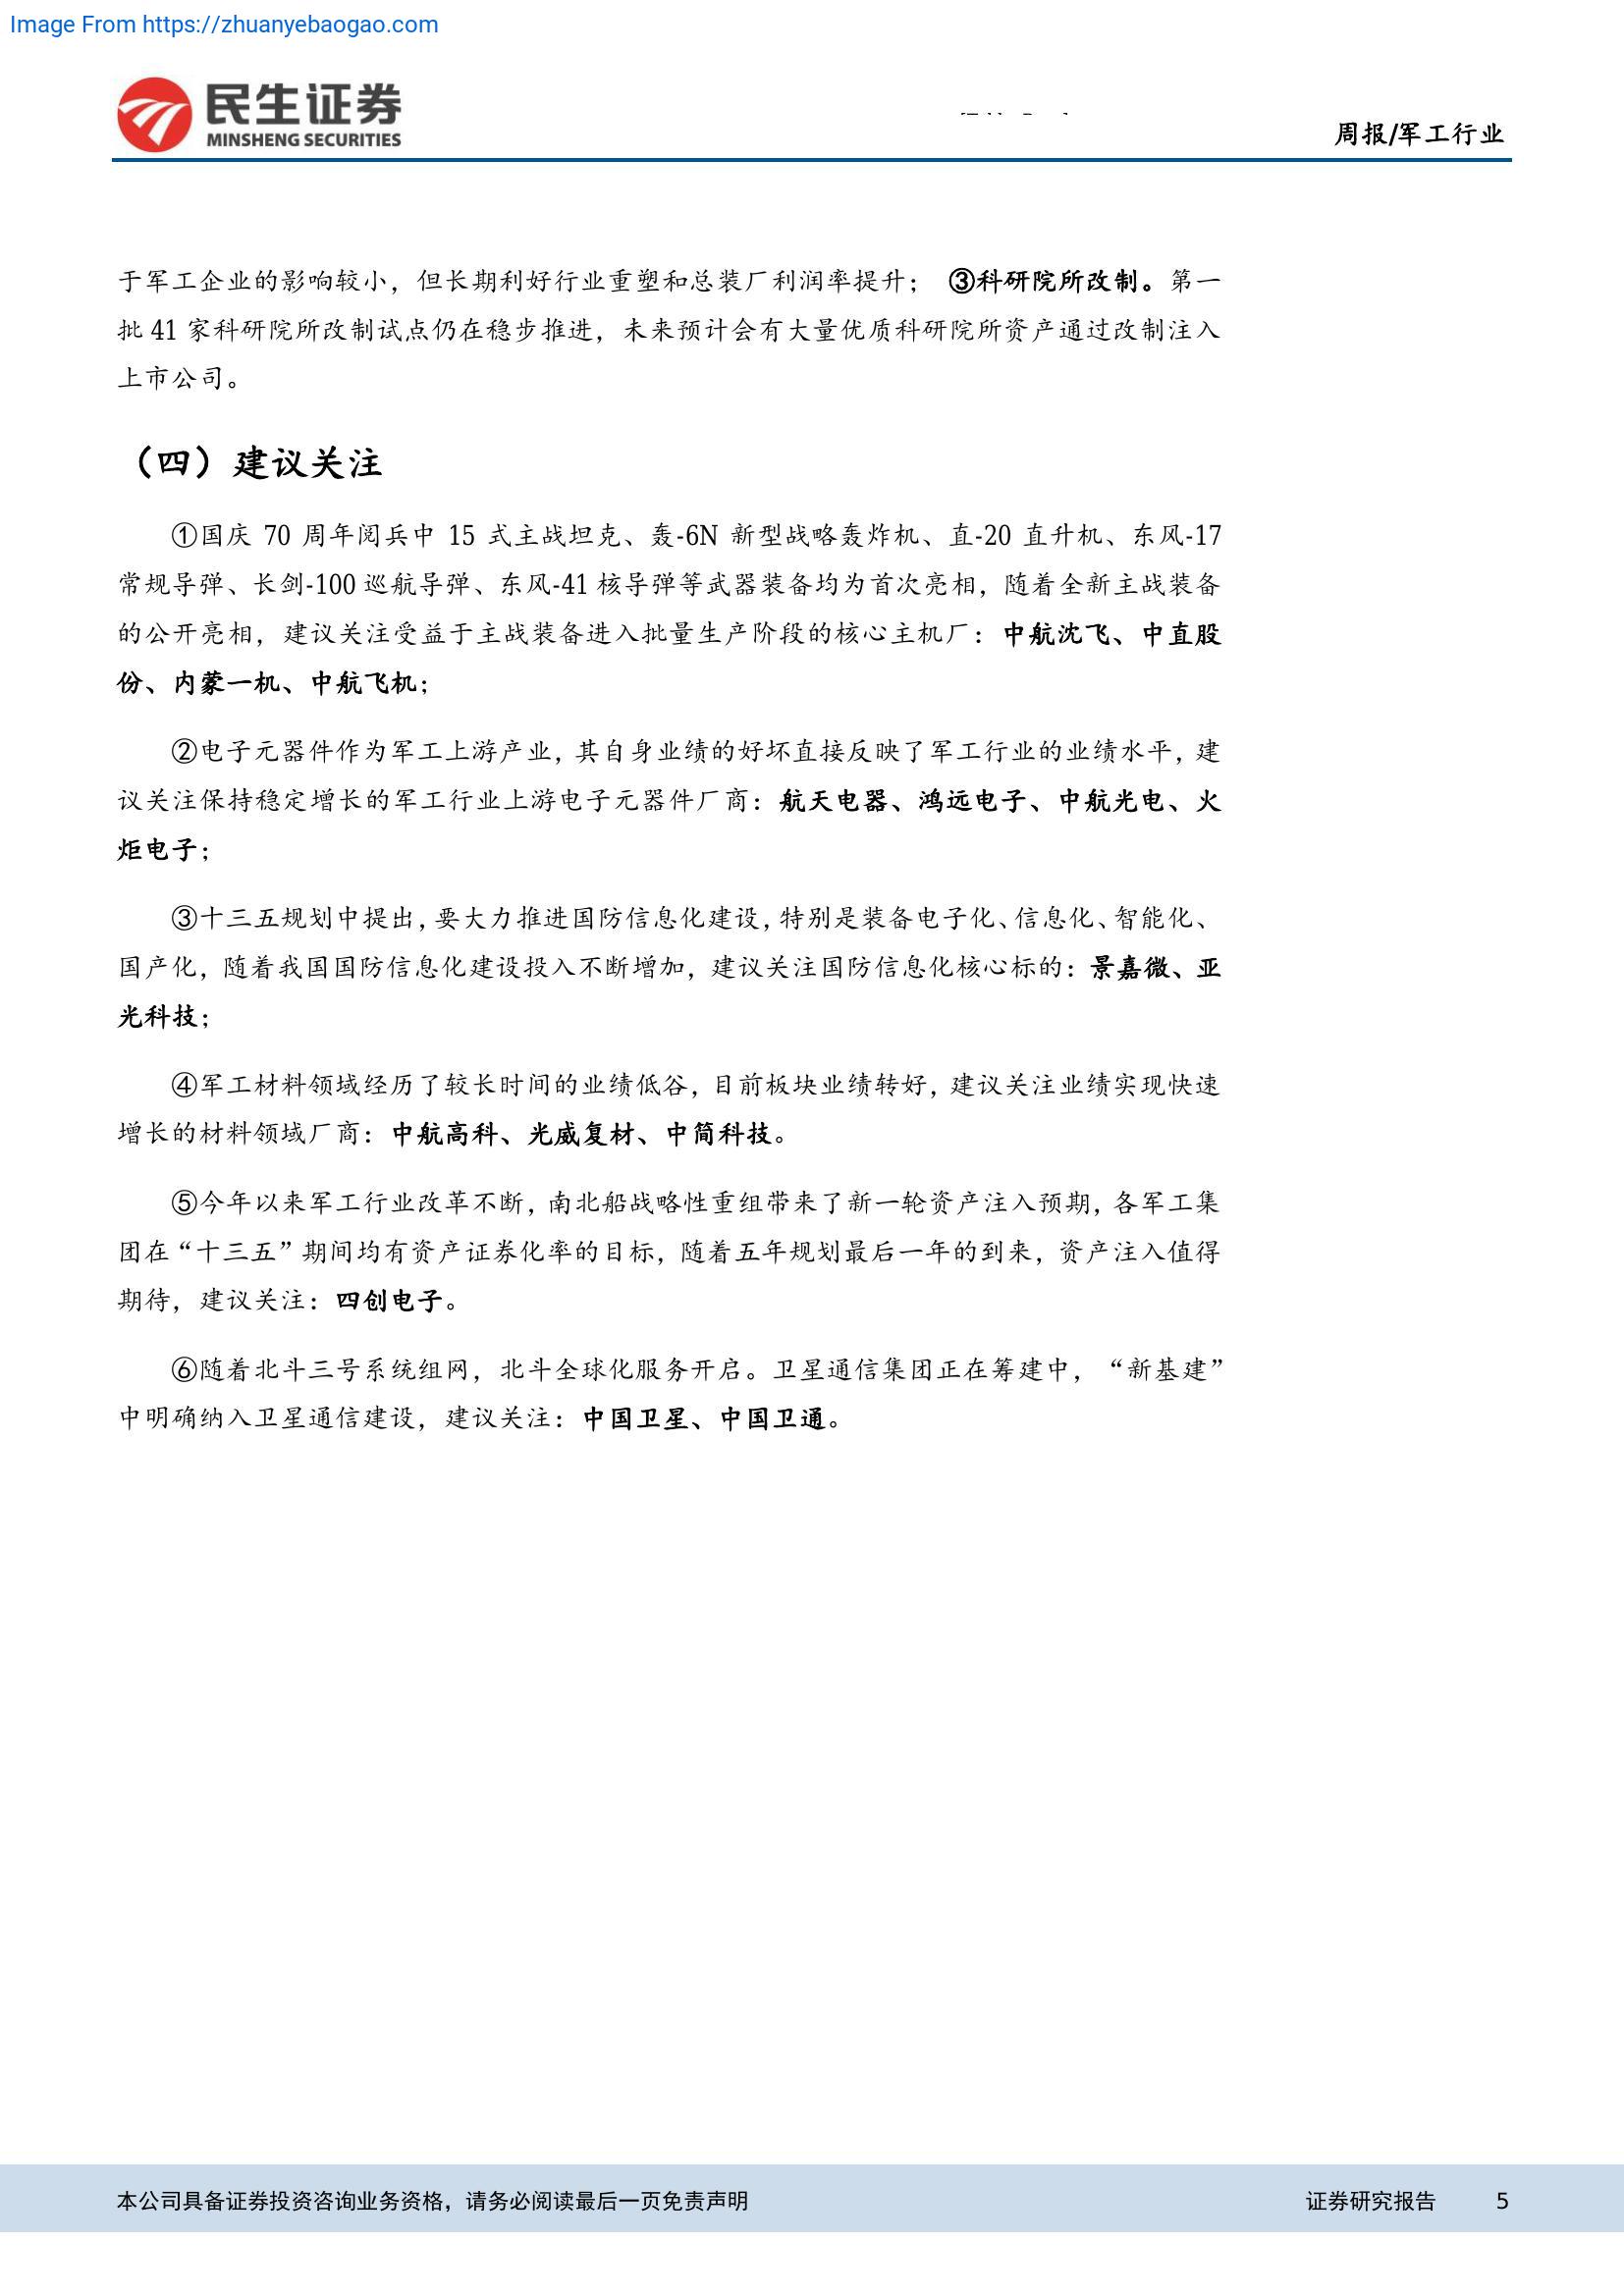 Image From https://zhuanyebaogao.com
民生证券
MINSHENG SECURITIES
周报/军工行业
于军工企业的影响较小，但长期利好行业重塑和总装厂利润率提升； ③科研院所改制。第一
批 41 家科研院所改制试点仍在稳步推进，未来预计会有大量优质科研院所资产通过改制注入
上市公司。
（四）建议关注
①国庆 70 周年阅兵中 15 式主战坦克、轰-6N 新型战略轰炸机、直-20 直升机、东风-17
常规导弹、长剑-100 巡航导弹、东风-41 核导弹等武器装备均为首次亮相，随着全新主战装备
的公开亮相，建议关注受益于主战装备进入批量生产阶段的核心主机厂：中航沈飞、中直股
份、内蒙一机、中航飞机；
②电子元器件作为军工上游产业，其自身业绩的好坏直接反映了军工行业的业绩水平，建
议关注保持稳定增长的军工行业上游电子元器件厂商：航天电器、鸿远电子、中航光电、火
炬电子；
③十三五规划中提出，要大力推进国防信息化建设，特别是装备电子化、信息化、智能化、
国产化，随着我国国防信息化建设投入不断增加，建议关注国防信息化核心标的：景嘉微、亚
光科技；
④军工材料领域经历了较长时间的业绩低谷，目前板块业绩转好，建议关注业绩实现快速
增长的材料领域厂商：中航高科、光威复材、中简科技。
⑤今年以来军工行业改革不断，南北船战略性重组带来了新一轮资产注入预期，各军工集
团在“十三五”期间均有资产证券化率的目标，随着五年规划最后一年的到来，资产注入值得
期待，建议关注：四创电子。
⑥随着北斗三号系统组网，北斗全球化服务开启。卫星通信集团正在筹建中，“新基建”
中明确纳入卫星通信建设，建议关注：中国卫星、中国卫通。
本公司具备证券投资咨询业务资格，请务必阅读最后一页免责声明
证券研究报告 5